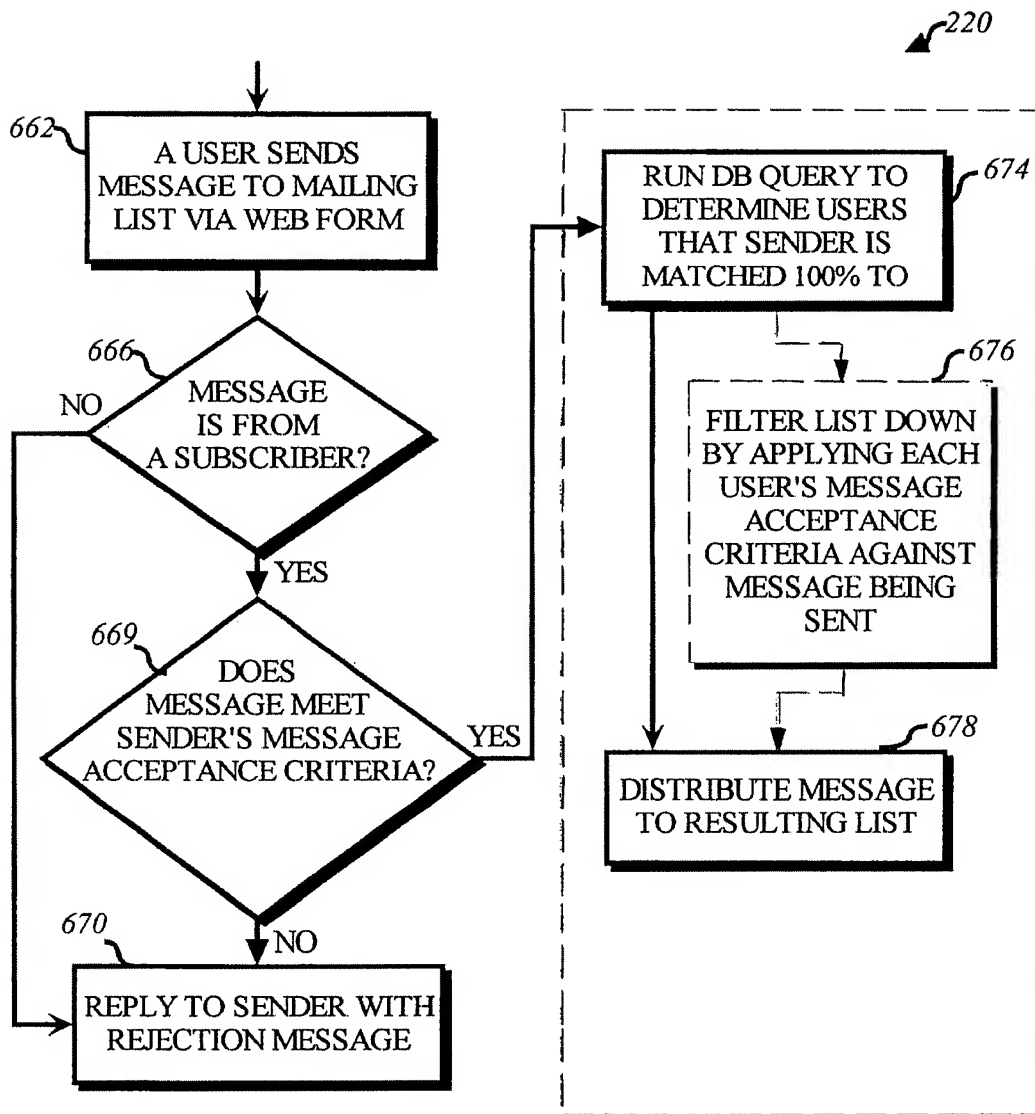 220
662
A USER SENDS
MESSAGE TO MAILING
LIST VIA WEB FORM
666
NO
MESSAGE
IS FROM
A SUBSCRIBER?
YES
669
DOES
MESSAGE MEET
SENDER'S MESSAGE
ACCEPTANCE CRITERIA?
YES
NO
670
REPLY TO SENDER WITH
REJECTION MESSAGE
674
RUN DB QUERY TO
DETERMINE USERS
THAT SENDER IS
MATCHED 100% TO
676
FILTER LIST DOWN
BY APPLYING EACH
USER'S MESSAGE
ACCEPTANCE
CRITERIA AGAINST
MESSAGE BEING
SENT
678
DISTRIBUTE MESSAGE
TO RESULTING LIST